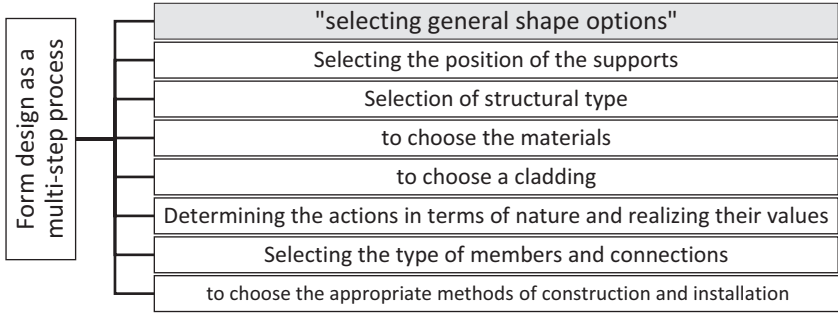 Form design as a
multi-step process
"selecting general shape options"
Selecting the position of the supports
Selection of structural type
to choose the materials
to choose a cladding
Determining the actions in terms of nature and realizing their values
Selecting the type of members and connections
to choose the appropriate methods of construction and installation